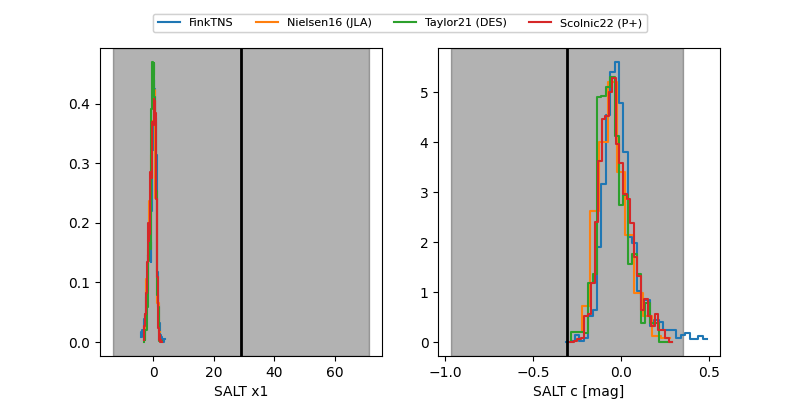 FinkTNS Nielsen16 (JLA) Taylor21 (DES) Scolnic22 (P+)
0.4
0.3
0.2
0.1
0.0
0 20 40 60
SALT x1
5
4
3
2
1
0
−1.0 −0.5 0.0 0.5
SALT c [mag]